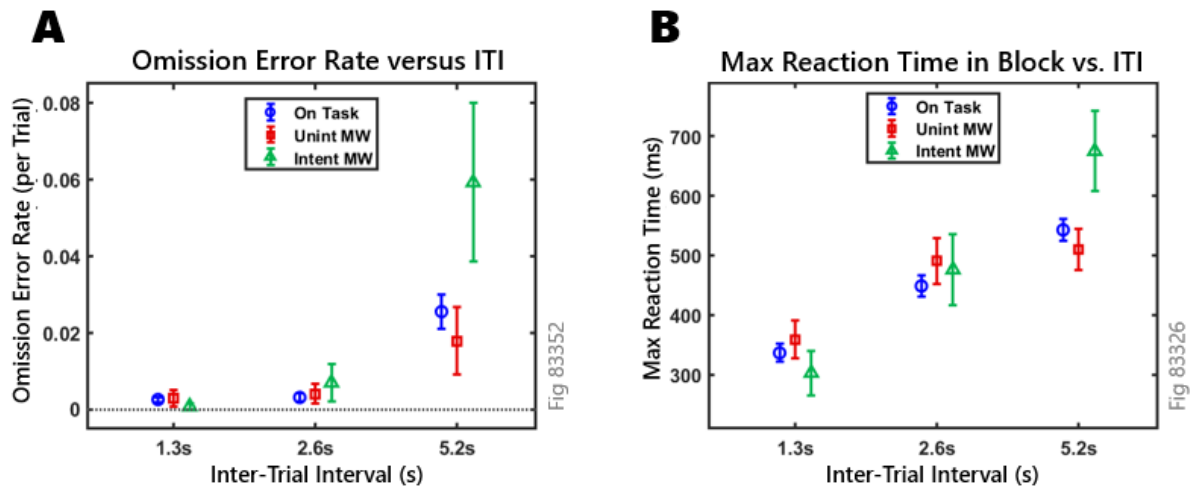 A
Omission Error Rate versus ITI
On Task
Unint MW
Intent MW
0.08
0.06
0.04
0.02
0
Omission Error Rate (per Trial)
1.3s
2.6s
5.2s
Inter-Trial Interval (s)
Fig 83352
B
Max Reaction Time in Block vs. ITI
On Task
Unint MW
Intent MW
700
600
500
400
300
Max Reaction Time (ms)
1.3s
2.6s
5.2s
Inter-Trial Interval (s)
Fig 83326